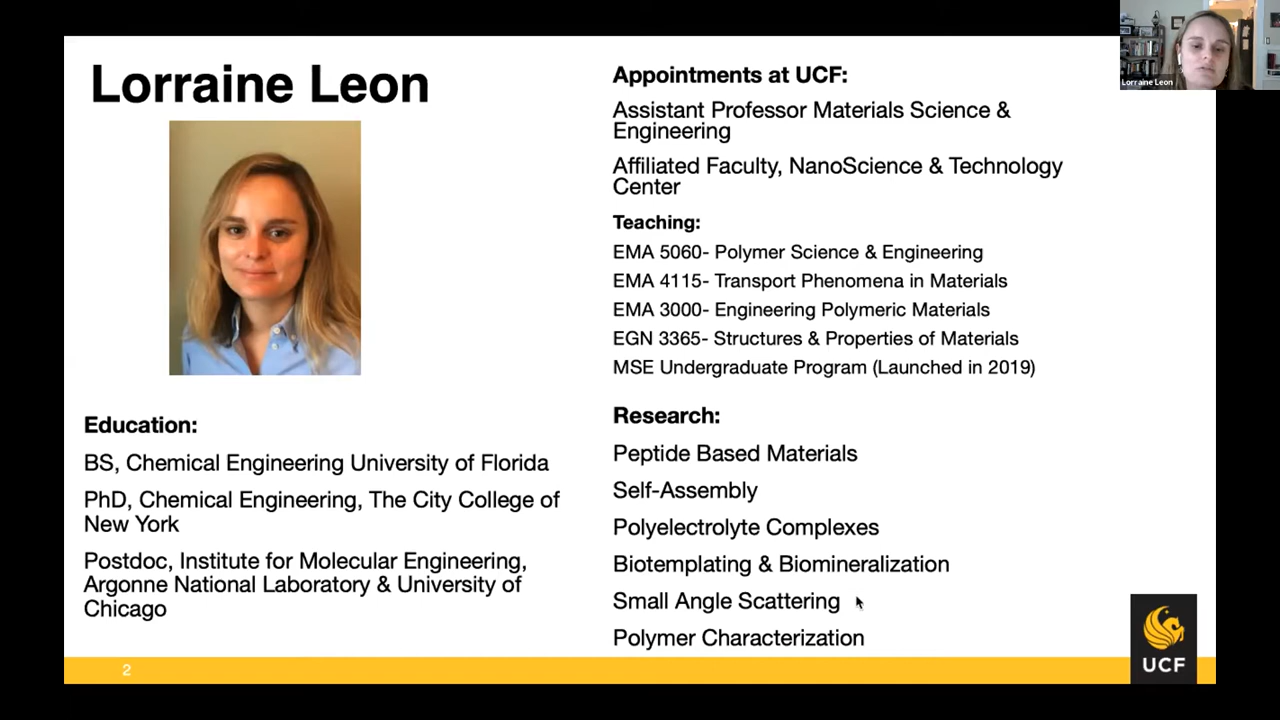 Lorraine Leon
Education:
BS, Chemical Engineering University of Florida
PhD, Chemical Engineering, The City College of
New York
Postdoc, Institute for Molecular Engineering,
Argonne National Laboratory & University of
Chicago
Appointments at UCF:
Assistant Professor Materials Science &
Engineering
Affiliated Faculty, NanoScience & Technology
Center
Teaching:
EMA 5060- Polymer Science & Engineering
EMA 4115- Transport Phenomena in Materials
EMA 3000- Engineering Polymeric Materials
EGN 3365- Structures & Properties of Materials
MSE Undergraduate Program (Launched in 2019)
Research:
Peptide Based Materials
Self-Assembly
Polyelectrolyte Complexes
Biotemplating & Biomineralization
Small Angle Scattering
Polymer Characterization
2
UCF
Lorraine Leon